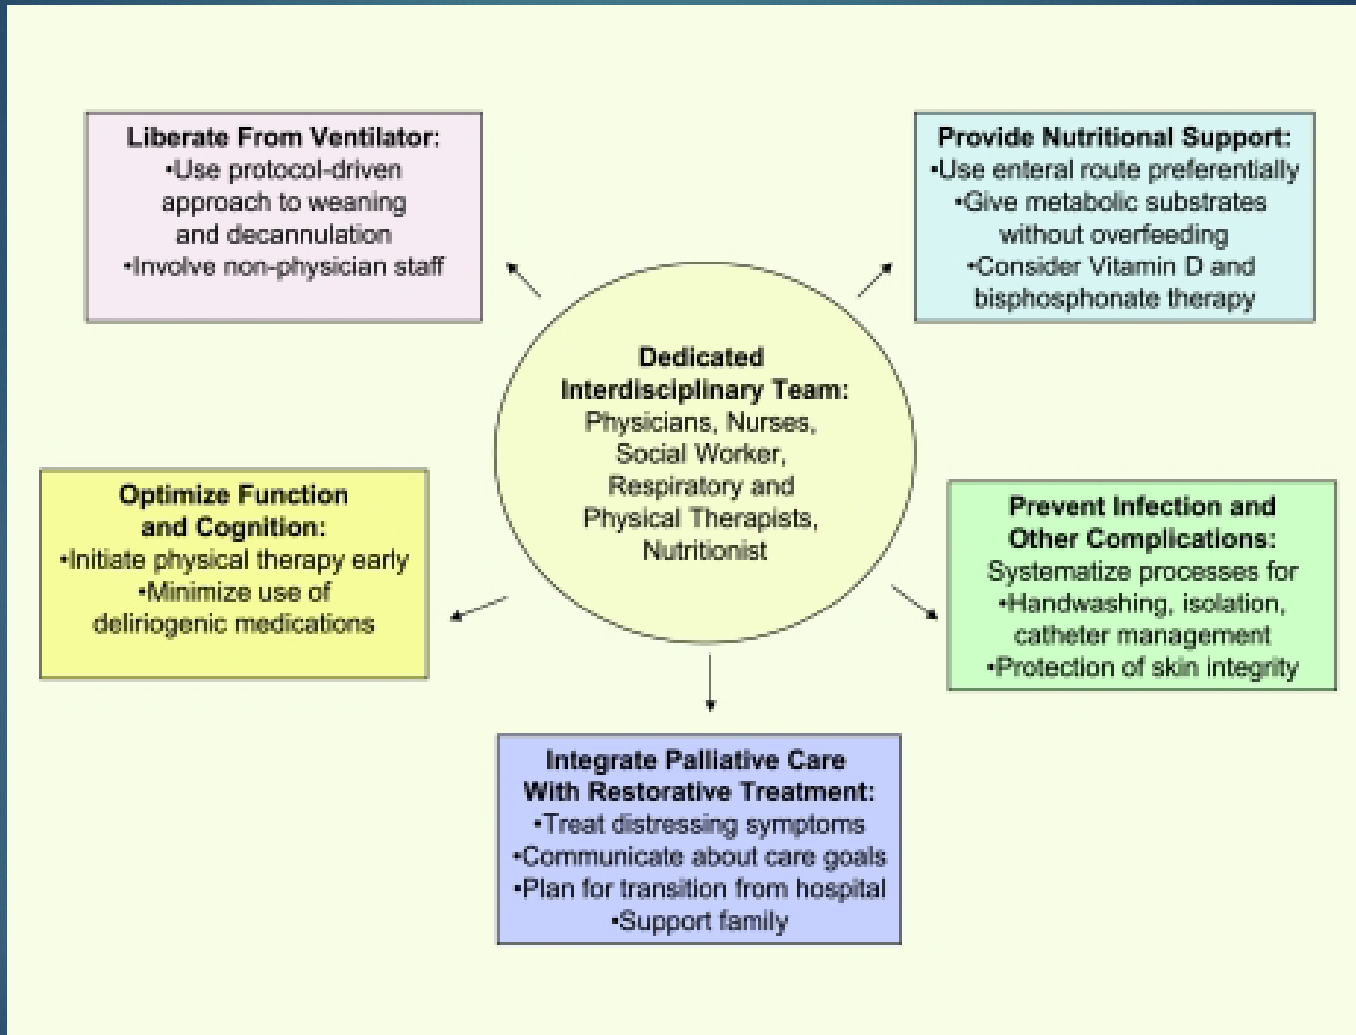 Liberate From Ventilator:
•Use protocol-driven
approach to weaning
and decannulation
•Involve non-physician staff
Provide Nutritional Support:
•Use enteral route preferentially
•Give metabolic substrates
without overfeeding
•Consider Vitamin D and
bisphosphonate therapy
Dedicated
Interdisciplinary Team:
Physicians, Nurses,
Social Worker,
Respiratory and
Physical Therapists,
Nutritionist
Optimize Function
and Cognition:
•Initiate physical therapy early
•Minimize use of
deliriogenic medications
Prevent Infection and
Other Complications:
Systematize processes for
•Handwashing, isolation,
catheter management
•Protection of skin integrity
Integrate Palliative Care
With Restorative Treatment:
•Treat distressing symptoms
•Communicate about care goals
•Plan for transition from hospital
•Support family